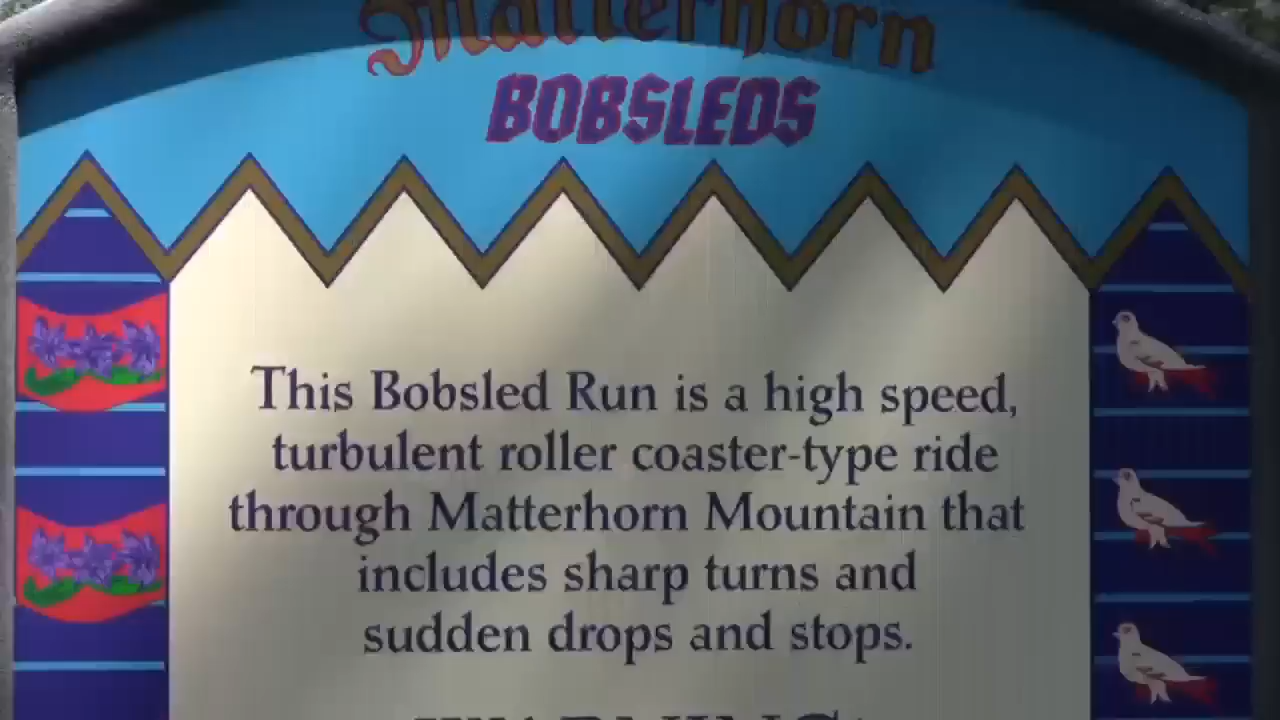 Matterhorn
BOBSLEDS
This Bobsled Run is a high speed,
turbulent roller coaster-type ride
through Matterhorn Mountain that
includes sharp turns and
sudden drops and stops.